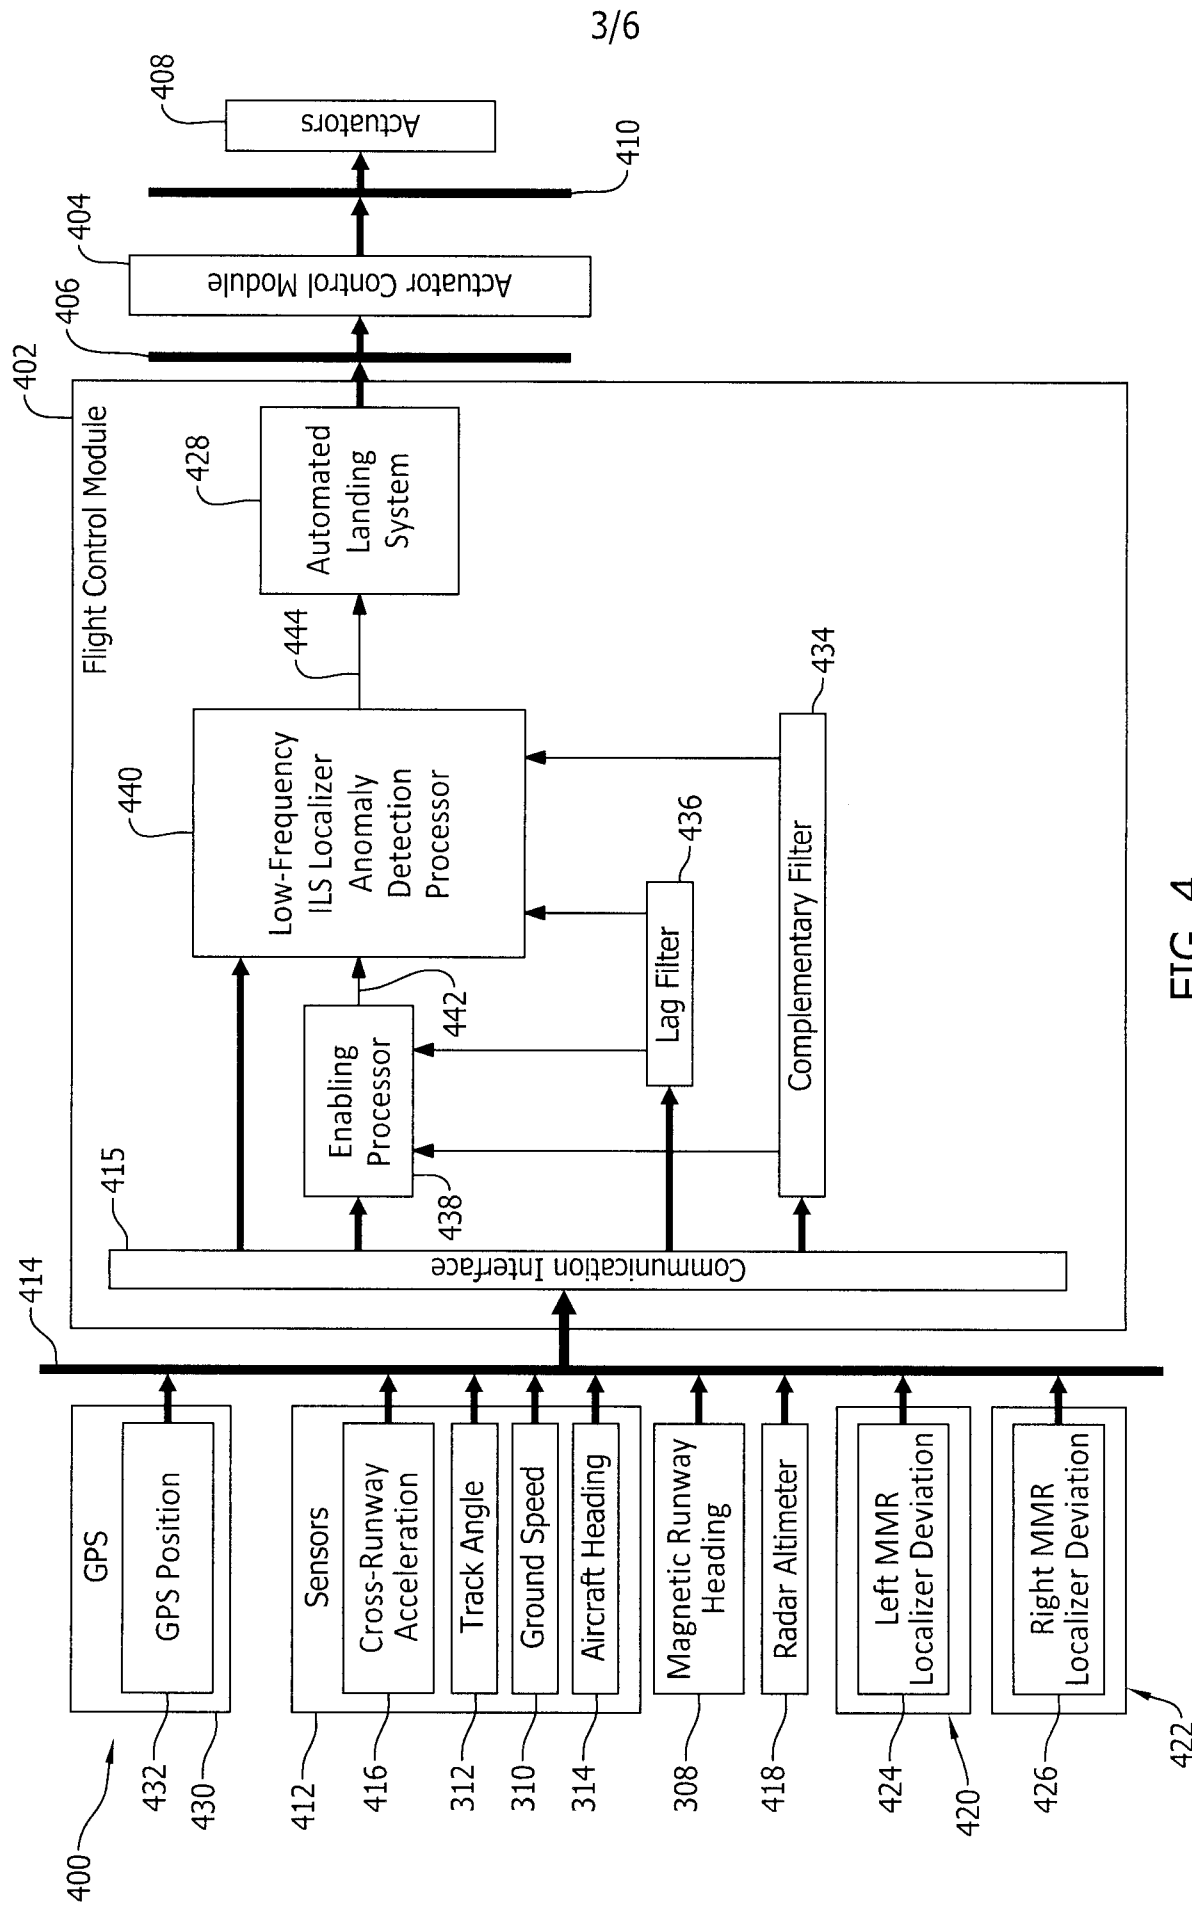 3/6
400
GPS
GPS Position
432
430
Sensors
Cross-Runway
Acceleration
Track Angle
Ground Speed
Aircraft Heading
412
416
312
310
314
Magnetic Runway
Heading
308
Radar Altimeter
418
Left MMR
Localizer Deviation
424
420
Right MMR
Localizer Deviation
426
422
414
Flight Control Module
402
415
Communication Interface
Enabling
Processor
438
442
Lag Filter
436
Complementary Filter
434
Low-Frequency
ILS Localizer
Anomaly
Detection
Processor
440
444
Automated
Landing
System
428
406
Actuator Control Module
404
410
Actuators
408
FIG. 4